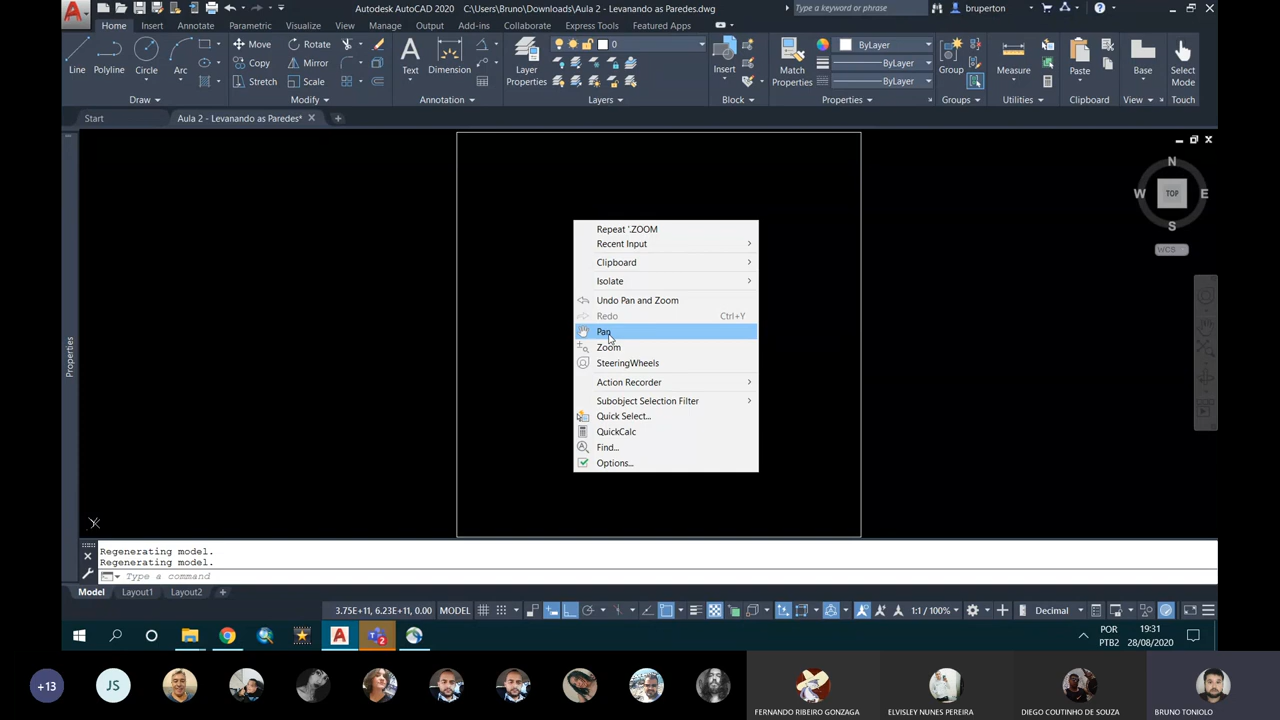 Autodesk AutoCAD 2020 C:\Users\Bruno\Downloads\Aula 2 - Levanando as Paredes.dwg
Type a keyword or phrase
bruperton
Home Insert Annotate Parametric View Manage Output Add-ins Collaborate Express Tools Featured Apps Visualize
Line Polyline Circle Arc
Move Rotate
Copy Mirror
Stretch Scale
Text Dimension
Layer Properties
0
Insert
Match Properties
ByLayer
ByLayer
ByLayer
Group
Measure
Paste
Base
Select Mode
Draw Modify Annotation Layers Block Properties Groups Utilities Clipboard View Touch
Start Aula 2 - Levanando as Paredes*
N
W TOP E
S
WCS
Properties
Repeat '.ZOOM
Recent Input
Clipboard
Isolate
Undo Pan and Zoom
Redo Ctrl+Y
Pan
Zoom
SteeringWheels
Action Recorder
Subobject Selection Filter
Quick Select...
QuickCalc
Find...
Options...
Y
X
Regenerating model.
Regenerating model.
Type a command
Model Layout1 Layout2 +
3.75E+11, 6.23E+11, 0.00 MODEL 1:1 / 100% Decimal
POR
PTB2
19:31
28/08/2020
2
+13
JS
FERNANDO RIBEIRO GONZAGA
ELVISLEY NUNES PEREIRA
DIEGO COUTINHO DE SOUZA
BRUNO TONIOLO